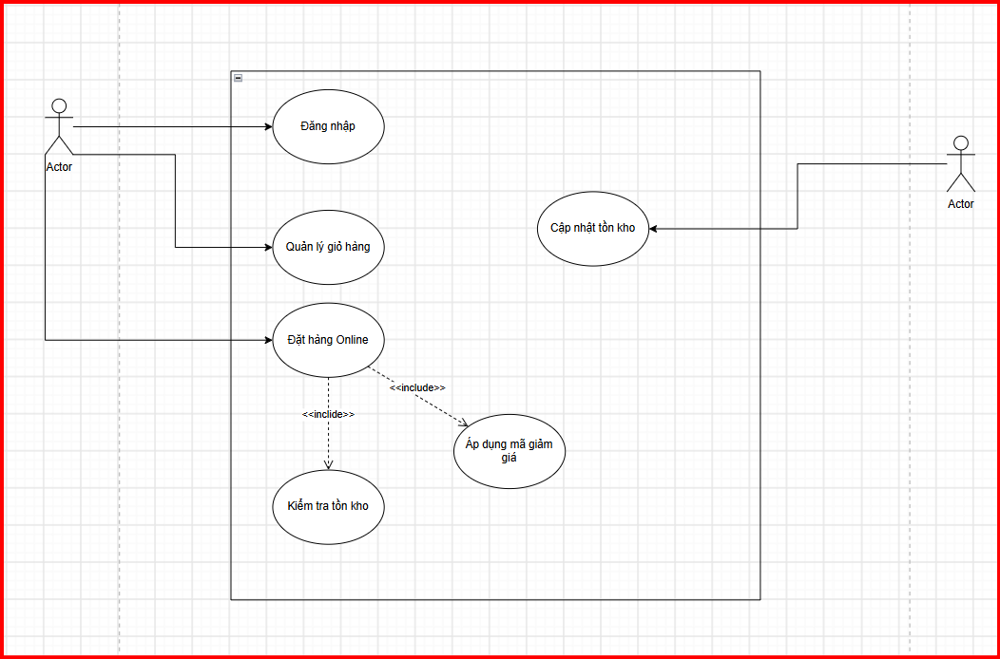 Đăng nhập
Actor
Actor
Cập nhật tồn kho
Quản lý giỏ hàng
Đặt hàng Online
<<include>>
<<inclide>>
Áp dụng mã giảm
giá
Kiểm tra tồn kho